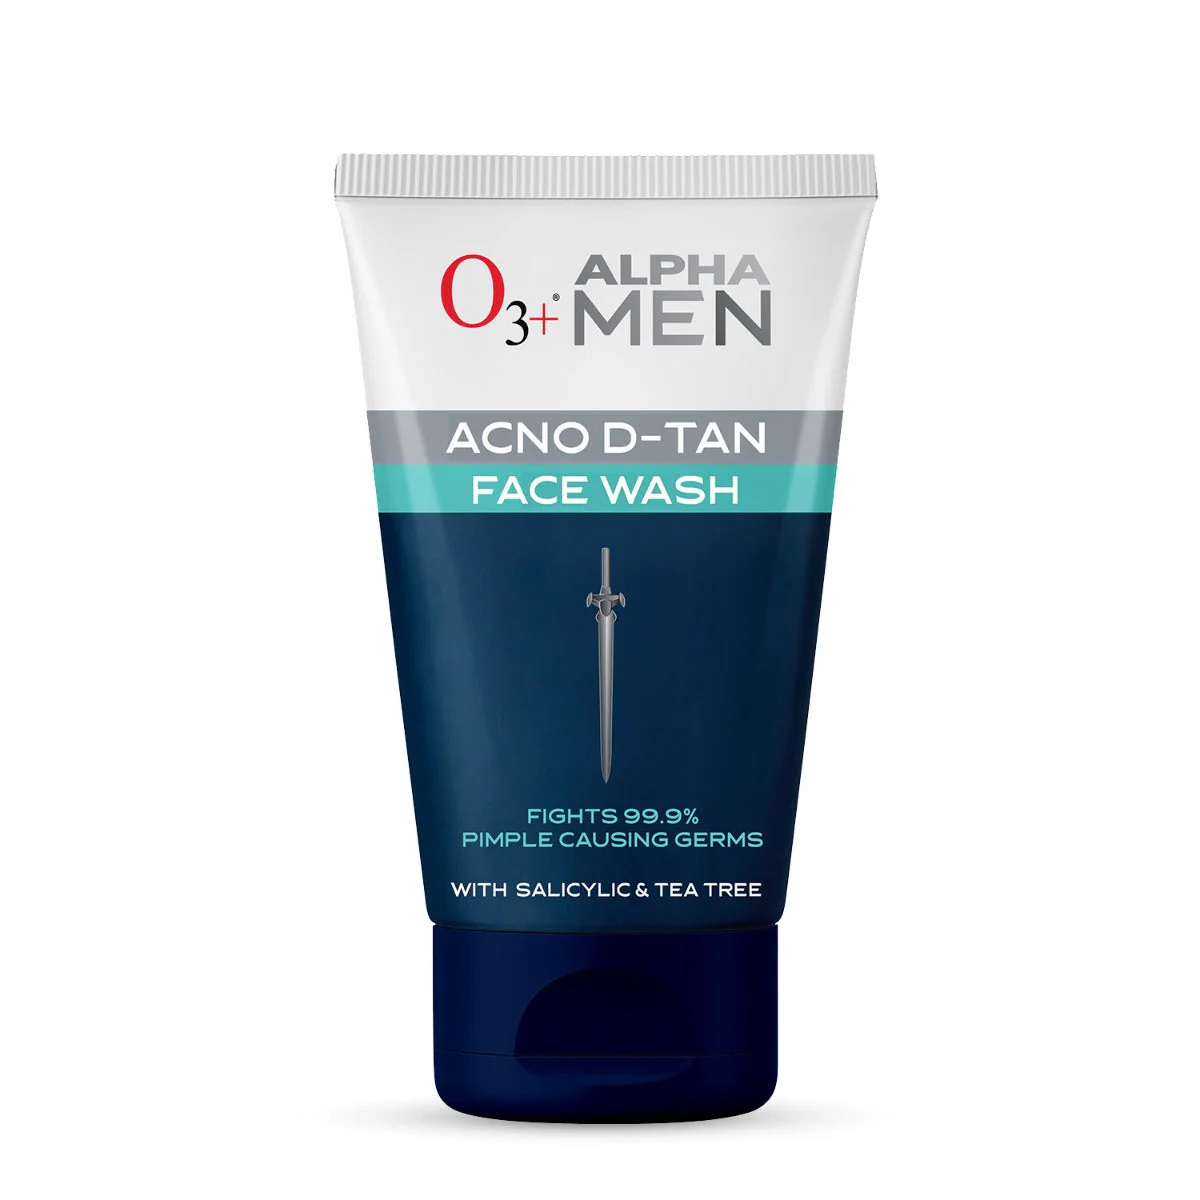 O3+® ALPHA MEN
ACNO D-TAN
FACE WASH
FIGHTS 99.9%
PIMPLE CAUSING GERMS
WITH SALICYLIC & TEA TREE